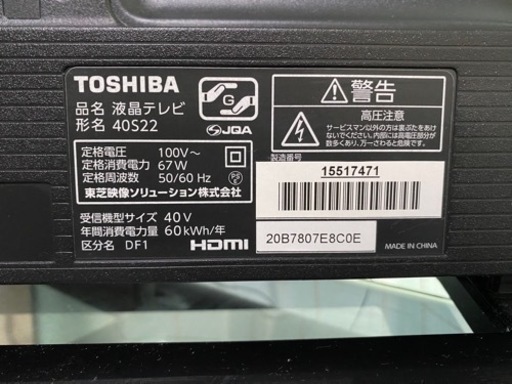 TOSHIBA
品名 液晶テレビ
形名 40S22
G
JQA
定格電圧 100V～
定格消費電力 67W
定格周波数 50/60 Hz
東芝映像ソリューション株式会社
受信機型サイズ 40V
年間消費電力量 60kWh/年
区分名 DF1
HDMI
警告
高圧注意
サービスマン以外の方は裏ぶたをあけ
ないでください。内部には高電圧部分が
数多くあり、万一さわると危険です。
製造番号
15517471
20B7807E8C0E
MADE IN CHINA